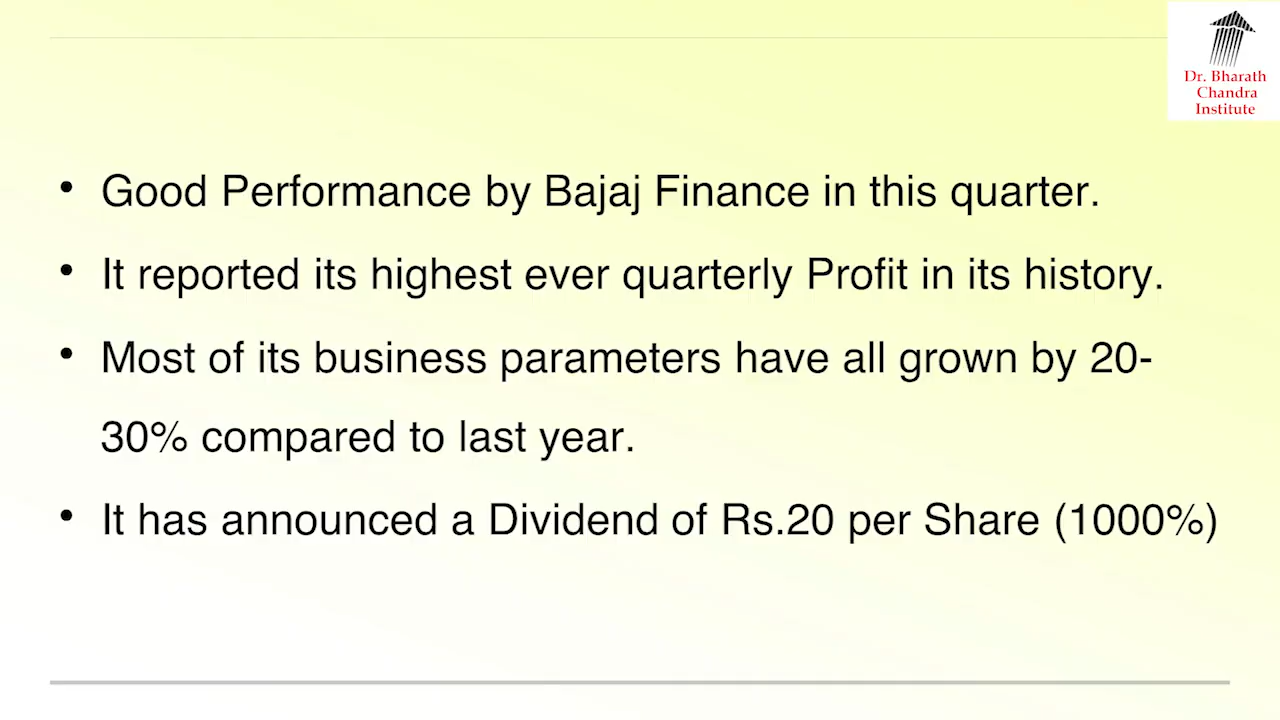 Dr. Bharath
Chandra
Institute
• Good Performance by Bajaj Finance in this quarter.
• It reported its highest ever quarterly Profit in its history.
• Most of its business parameters have all grown by 20-
30% compared to last year.
• It has announced a Dividend of Rs.20 per Share (1000%)